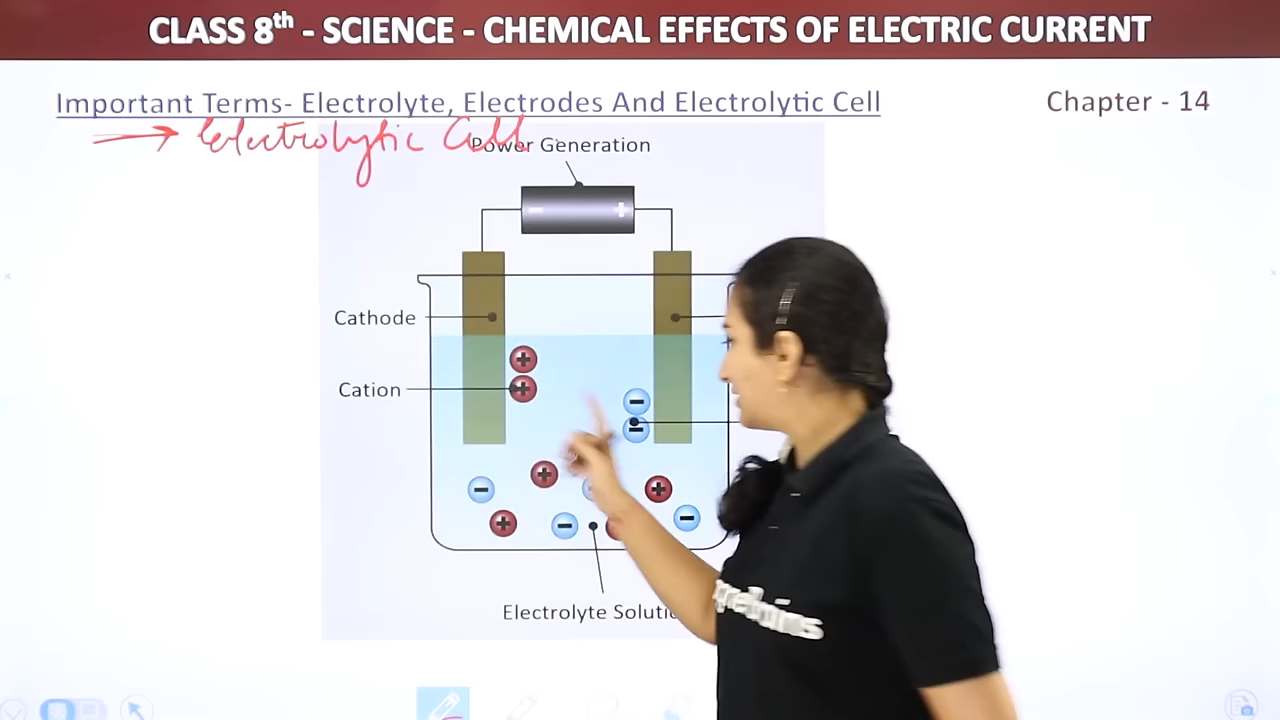 CLASS 8th - SCIENCE - CHEMICAL EFFECTS OF ELECTRIC CURRENT
Important Terms- Electrolyte, Electrodes And Electrolytic Cell
Chapter - 14
Electrolytic Cell
Power Generation
- +
Cathode
Cation
Electrolyte